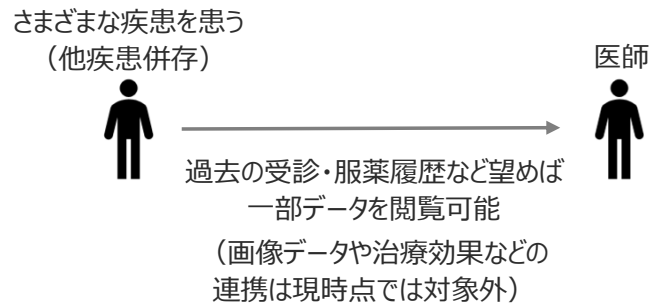 さまざまな疾患を患う
（他疾患併存）
医師
過去の受診・服薬履歴など望めば
一部データを閲覧可能
（画像データや治療効果などの
連携は現時点では対象外）